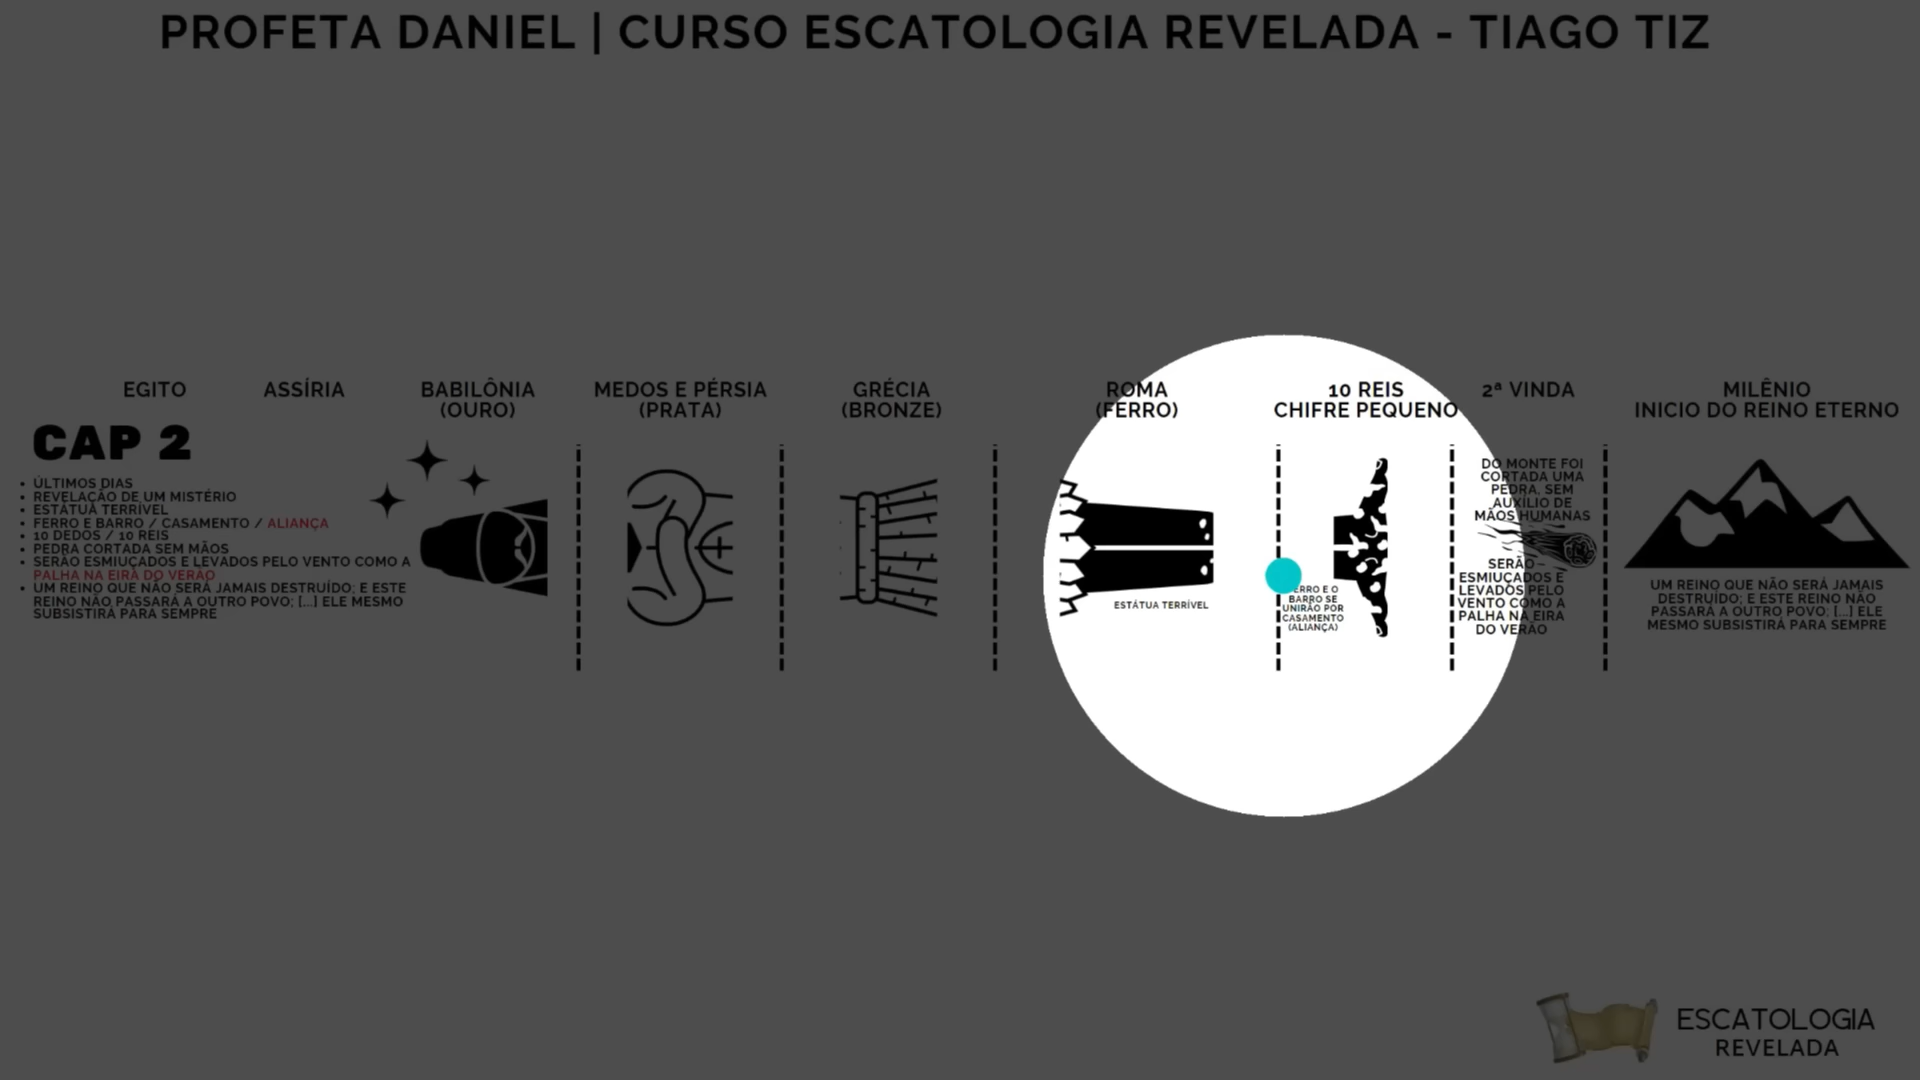 PROFETA DANIEL | CURSO ESCATOLOGIA REVELADA - TIAGO TIZ
EGITO
ASSÍRIA
BABILÔNIA
(OURO)
MEDOS E PÉRSIA
(PRATA)
GRÉCIA
(BRONZE)
ROMA
(FERRO)
10 REIS
CHIFRE PEQUENO
2ª VINDA
MILÊNIO
INICIO DO REINO ETERNO
CAP 2
• ÚLTIMOS DIAS
• REVELAÇÃO DE UM MISTÉRIO
• ESTÁTUA TERRÍVEL
• FERRO E BARRO / CASAMENTO / ALIANÇA
• 10 DEDOS / 10 REIS
• PEDRA CORTADA SEM MÃOS
• SERÃO ESMIUÇADOS E LEVADOS PELO VENTO COMO A
PALHA NA EIRA DO VERÃO
• UM REINO QUE NÃO SERÁ JAMAIS DESTRUÍDO; E ESTE
REINO NÃO PASSARÁ A OUTRO POVO; [...] ELE MESMO
SUBSISTIRÁ PARA SEMPRE
ESTÁTUA TERRÍVEL
E O
BARRO SE
UNIRÃO POR
CASAMENTO
(ALIANÇA)
DO MONTE FOI
CORTADA UMA
PEDRA, SEM
AUXÍLIO DE
MÃOS HUMANAS
SERÃO
ESMIUÇADOS E
LEVADOS PELO
VENTO COMO A
PALHA NA EIRA
DO VERÃO
UM REINO QUE NÃO SERÁ JAMAIS
DESTRUÍDO; E ESTE REINO NÃO
PASSARÁ A OUTRO POVO; [...] ELE
MESMO SUBSISTIRÁ PARA SEMPRE
ESCATOLOGIA
REVELADA